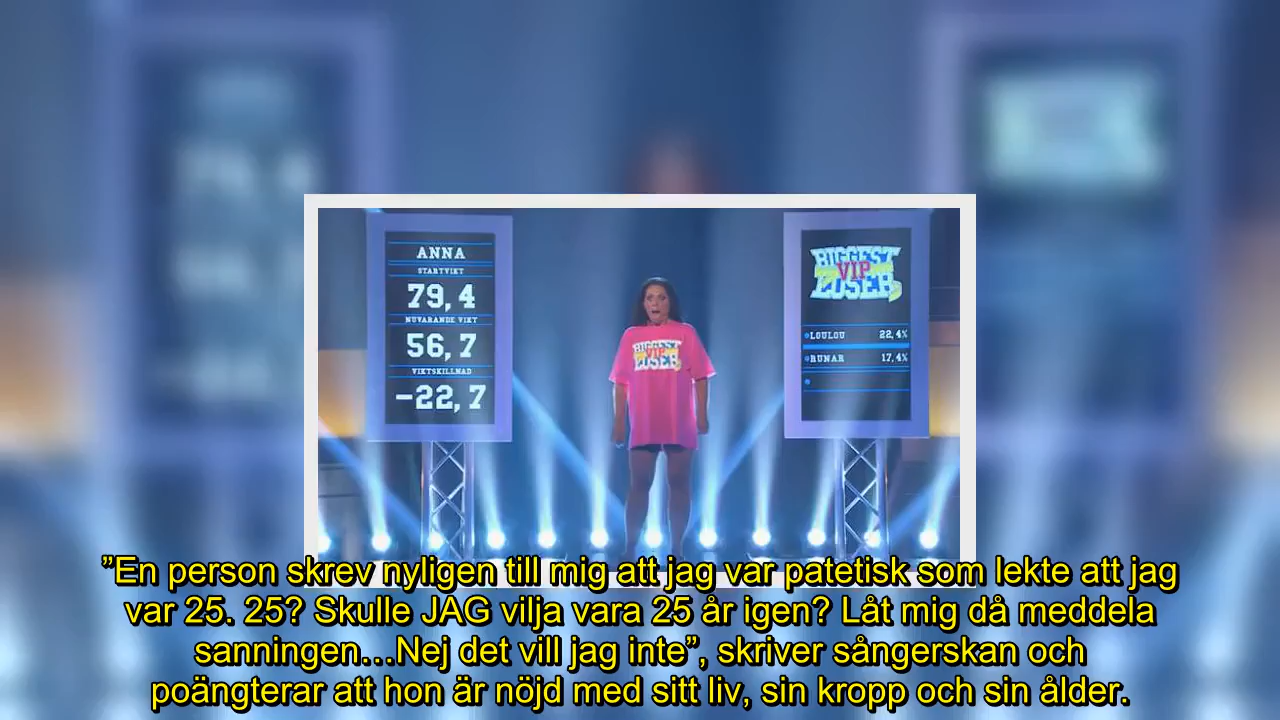 ANNA
STARTVIKT
79,4
NUVARANDE VIKT
56,7
VIKTSKILLNAD
-22,7
BIGGEST
VIP
LOSER
BIGGEST
VIP
LOSER
LOULOU 22,4%
RUNAR 17,4%
”En person skrev nyligen till mig att jag var patetisk som lekte att jag
var 25. 25? Skulle JAG vilja vara 25 år igen? Låt mig då meddela
sanningen…Nej det vill jag inte”, skriver sångerskan och
poängterar att hon är nöjd med sitt liv, sin kropp och sin ålder.